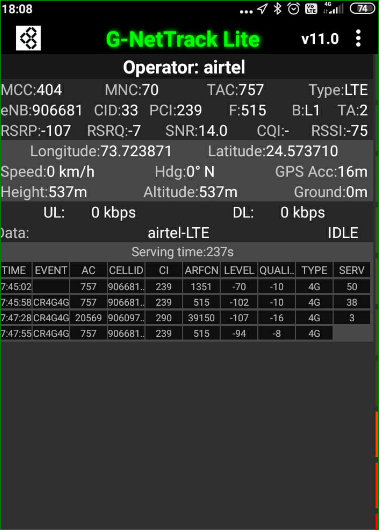 18:08 ... Vo LTE 4G 74
G-NetTrack Lite v11.0
Operator: airtel
MCC:404 MNC:70 TAC:757 Type:LTE
eNB:906681 CID:33 PCI:239 F:515 B:L1 TA:2
RSRP:-107 RSRQ:-7 SNR:14.0 CQI:- RSSI:-75
Longitude:73.723871 Latitude:24.573710
Speed:0 km/h Hdg:0° N GPS Acc:16m
Height:537m Altitude:537m Ground:0m
UL: 0 kbps DL: 0 kbps
Data: airtel-LTE IDLE
Serving time:237s
TIME EVENT AC CELLID CI ARFCN LEVEL QUALI.. TYPE SERV
7:45:02 757 906681.. 239 1351 -70 -10 4G 50
7:45:58 CR4G4G 757 906681.. 239 515 -102 -10 4G 38
7:47:28 CR4G4G 20569 906097.. 290 39150 -107 -16 4G 3
7:47:55 CR4G4G 757 906681.. 239 515 -94 -8 4G